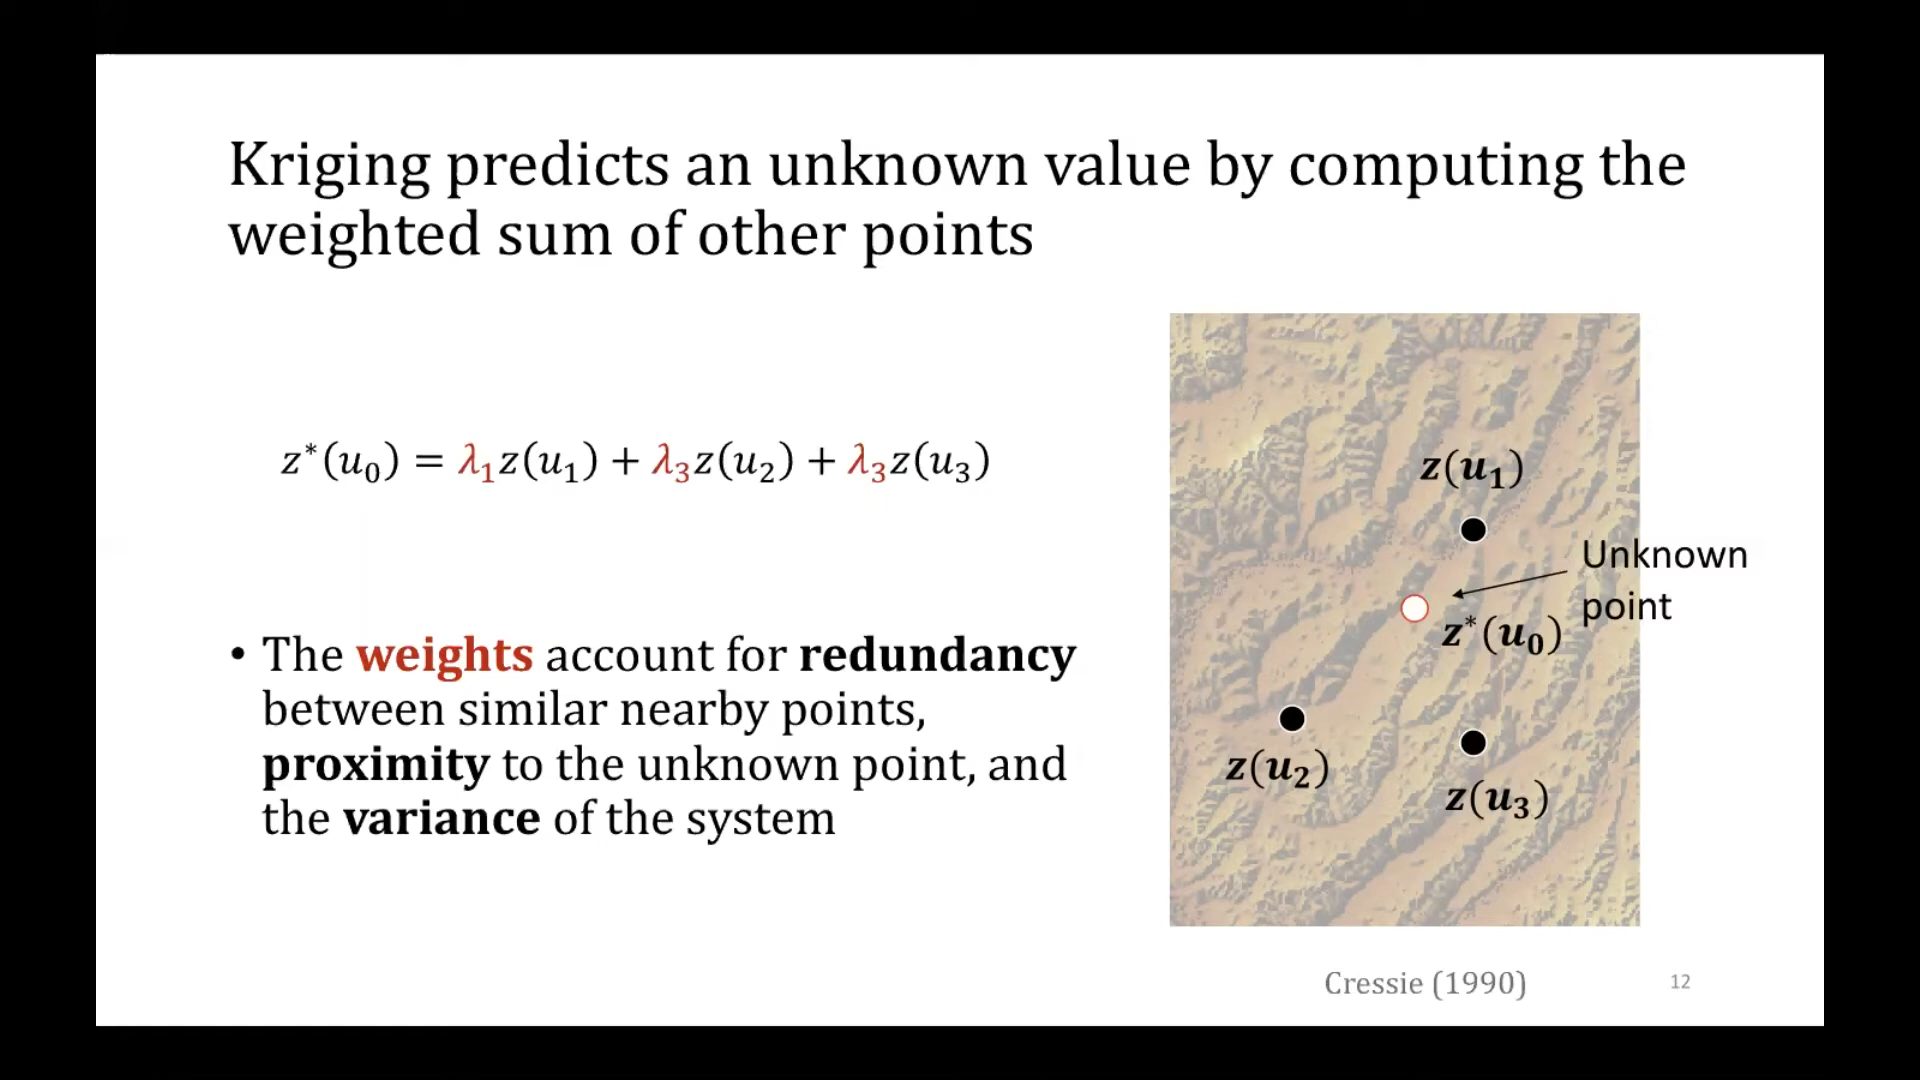 Kriging predicts an unknown value by computing the
weighted sum of other points
z*(u₀) = λ₁z(u₁) + λ₃z(u₂) + λ₃z(u₃)
• The weights account for redundancy
between similar nearby points,
proximity to the unknown point, and
the variance of the system
z(u₁)
Unknown
point
z*(u₀)
z(u₂)
z(u₃)
Cressie (1990)
12